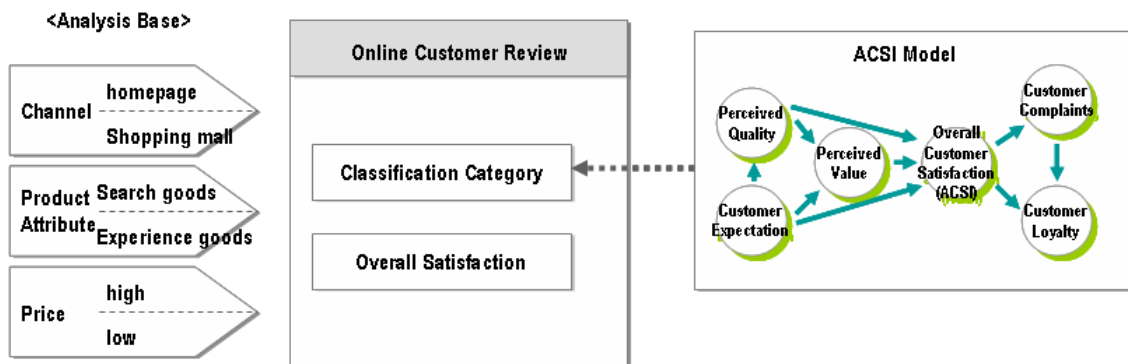 <Analysis Base>
Channel
homepage
Shopping mall
Product
Attribute
Search goods
Experience goods
Price
high
low
Online Customer Review
Classification Category
Overall Satisfaction
ACSI Model
Perceived
Quality
Customer
Expectation
Perceived
Value
Overall
Customer
Satisfaction
(ACSI)
Customer
Complaints
Customer
Loyalty